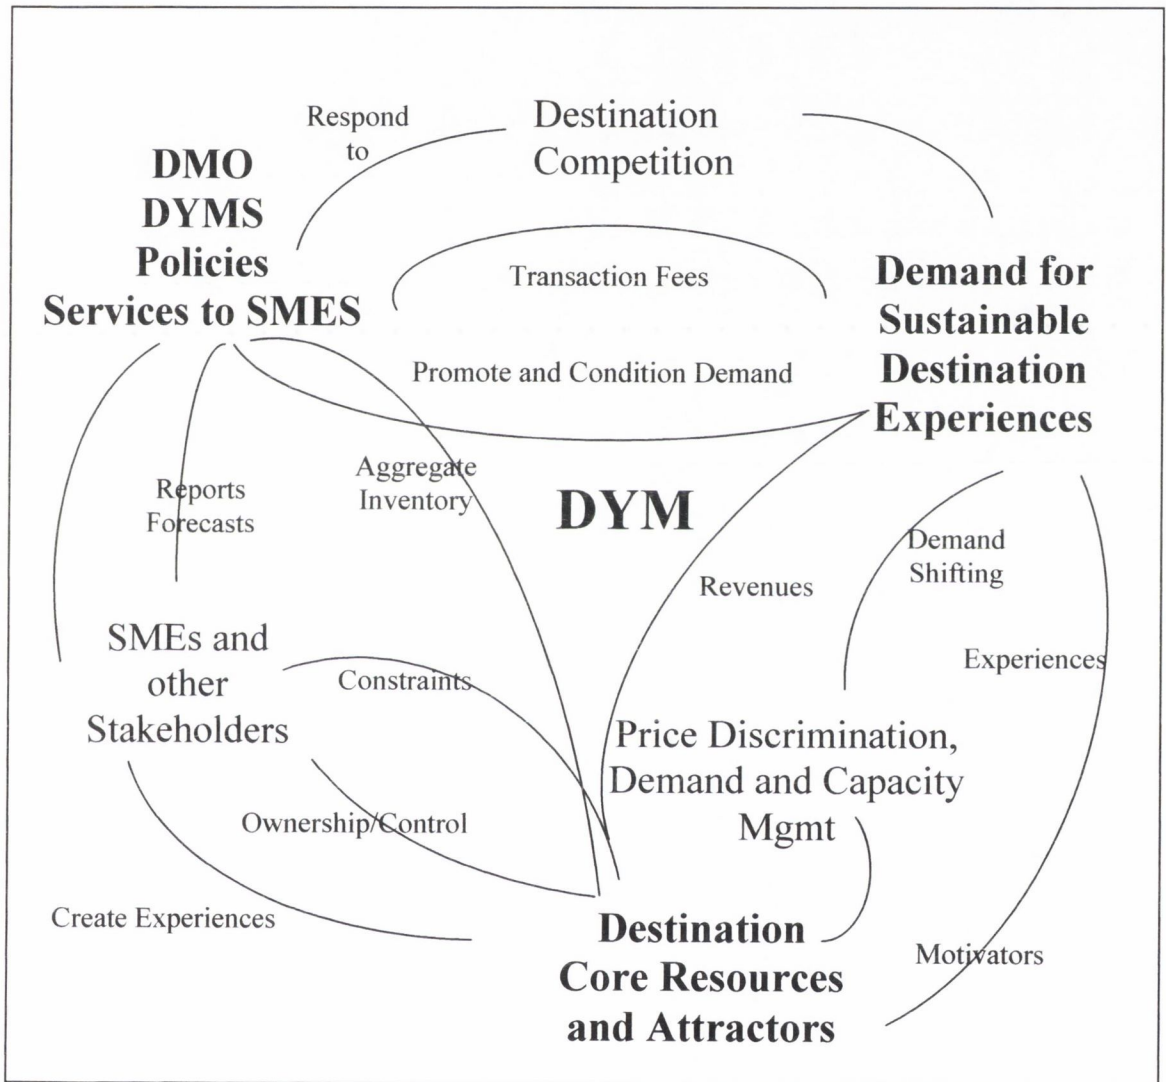 Respond
to
Destination
Competition
DMO
DYMS
Policies
Services to SMES
Transaction Fees
Demand for
Sustainable
Destination
Experiences
Promote and Condition Demand
Aggregate
Inventory
Reports
Forecasts
DYM
Demand
Shifting
Revenues
Experiences
SMEs and
other
Stakeholders
Constraints
Price Discrimination,
Demand and Capacity
Mgmt
Ownership/Control
Create Experiences
Destination
Core Resources
and Attractors
Motivators